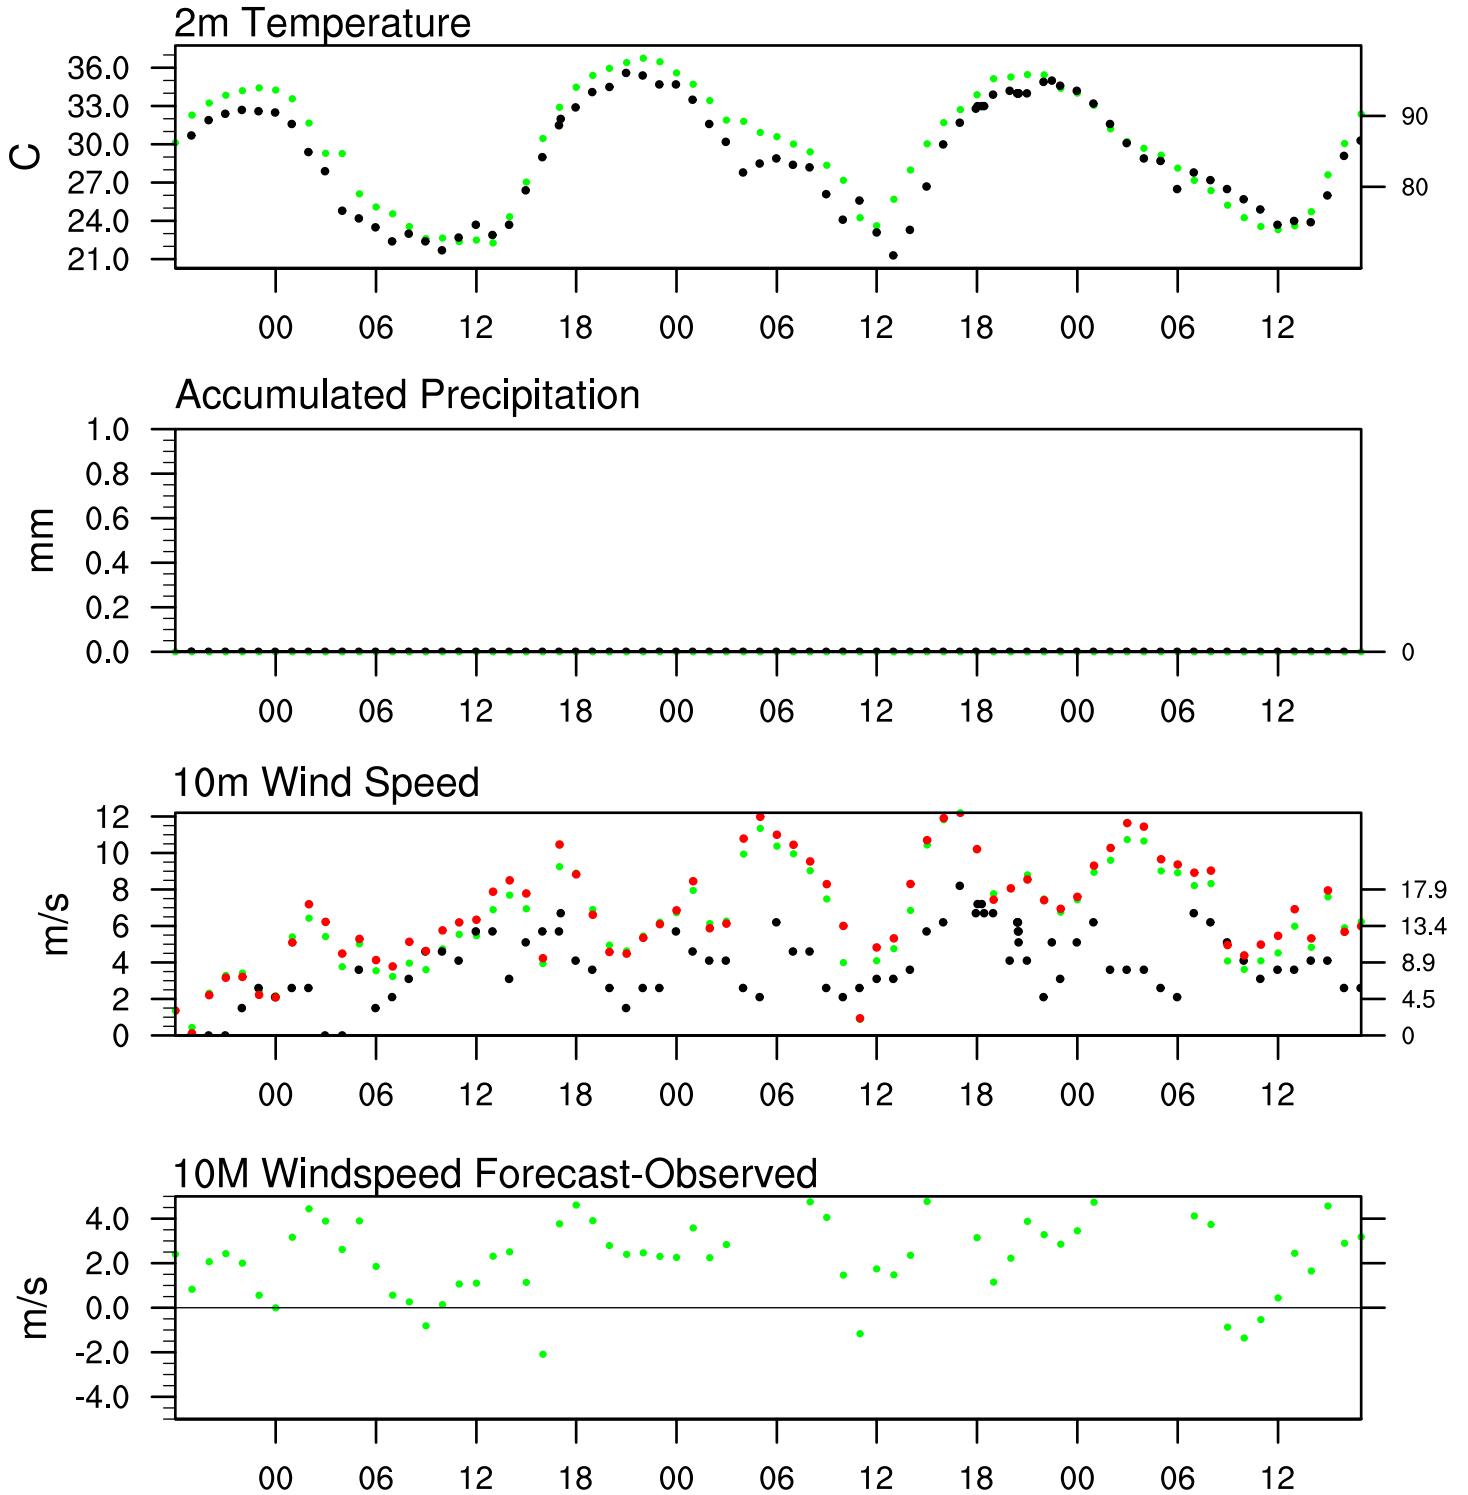 2m Temperature
36.0
33.0
30.0
27.0
24.0
21.0
C
90
80
00 06 12 18 00 06 12 18 00 06 12
Accumulated Precipitation
1.0
0.8
0.6
0.4
0.2
0.0
mm
0
00 06 12 18 00 06 12 18 00 06 12
10m Wind Speed
12
10
8
6
4
2
0
m/s
17.9
13.4
8.9
4.5
0
00 06 12 18 00 06 12 18 00 06 12
10M Windspeed Forecast-Observed
4.0
2.0
0.0
-2.0
-4.0
m/s
00 06 12 18 00 06 12 18 00 06 12